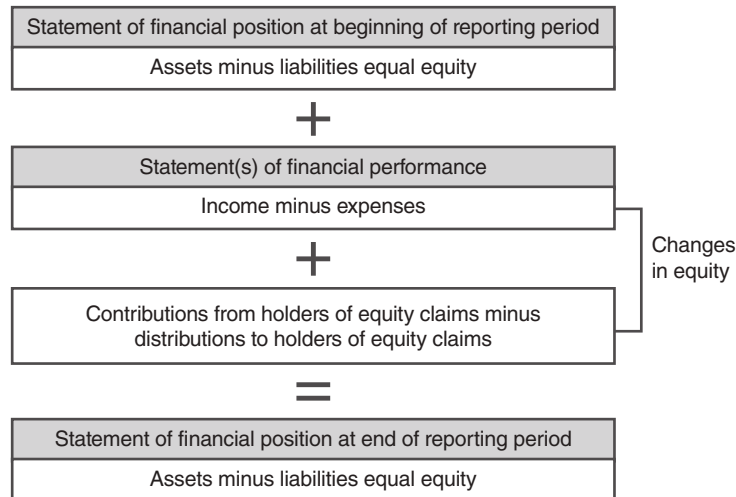 Statement of financial position at beginning of reporting period
Assets minus liabilities equal equity
+
Statement(s) of financial performance
Income minus expenses
+
Changes
in equity
Contributions from holders of equity claims minus
distributions to holders of equity claims
=
Statement of financial position at end of reporting period
Assets minus liabilities equal equity